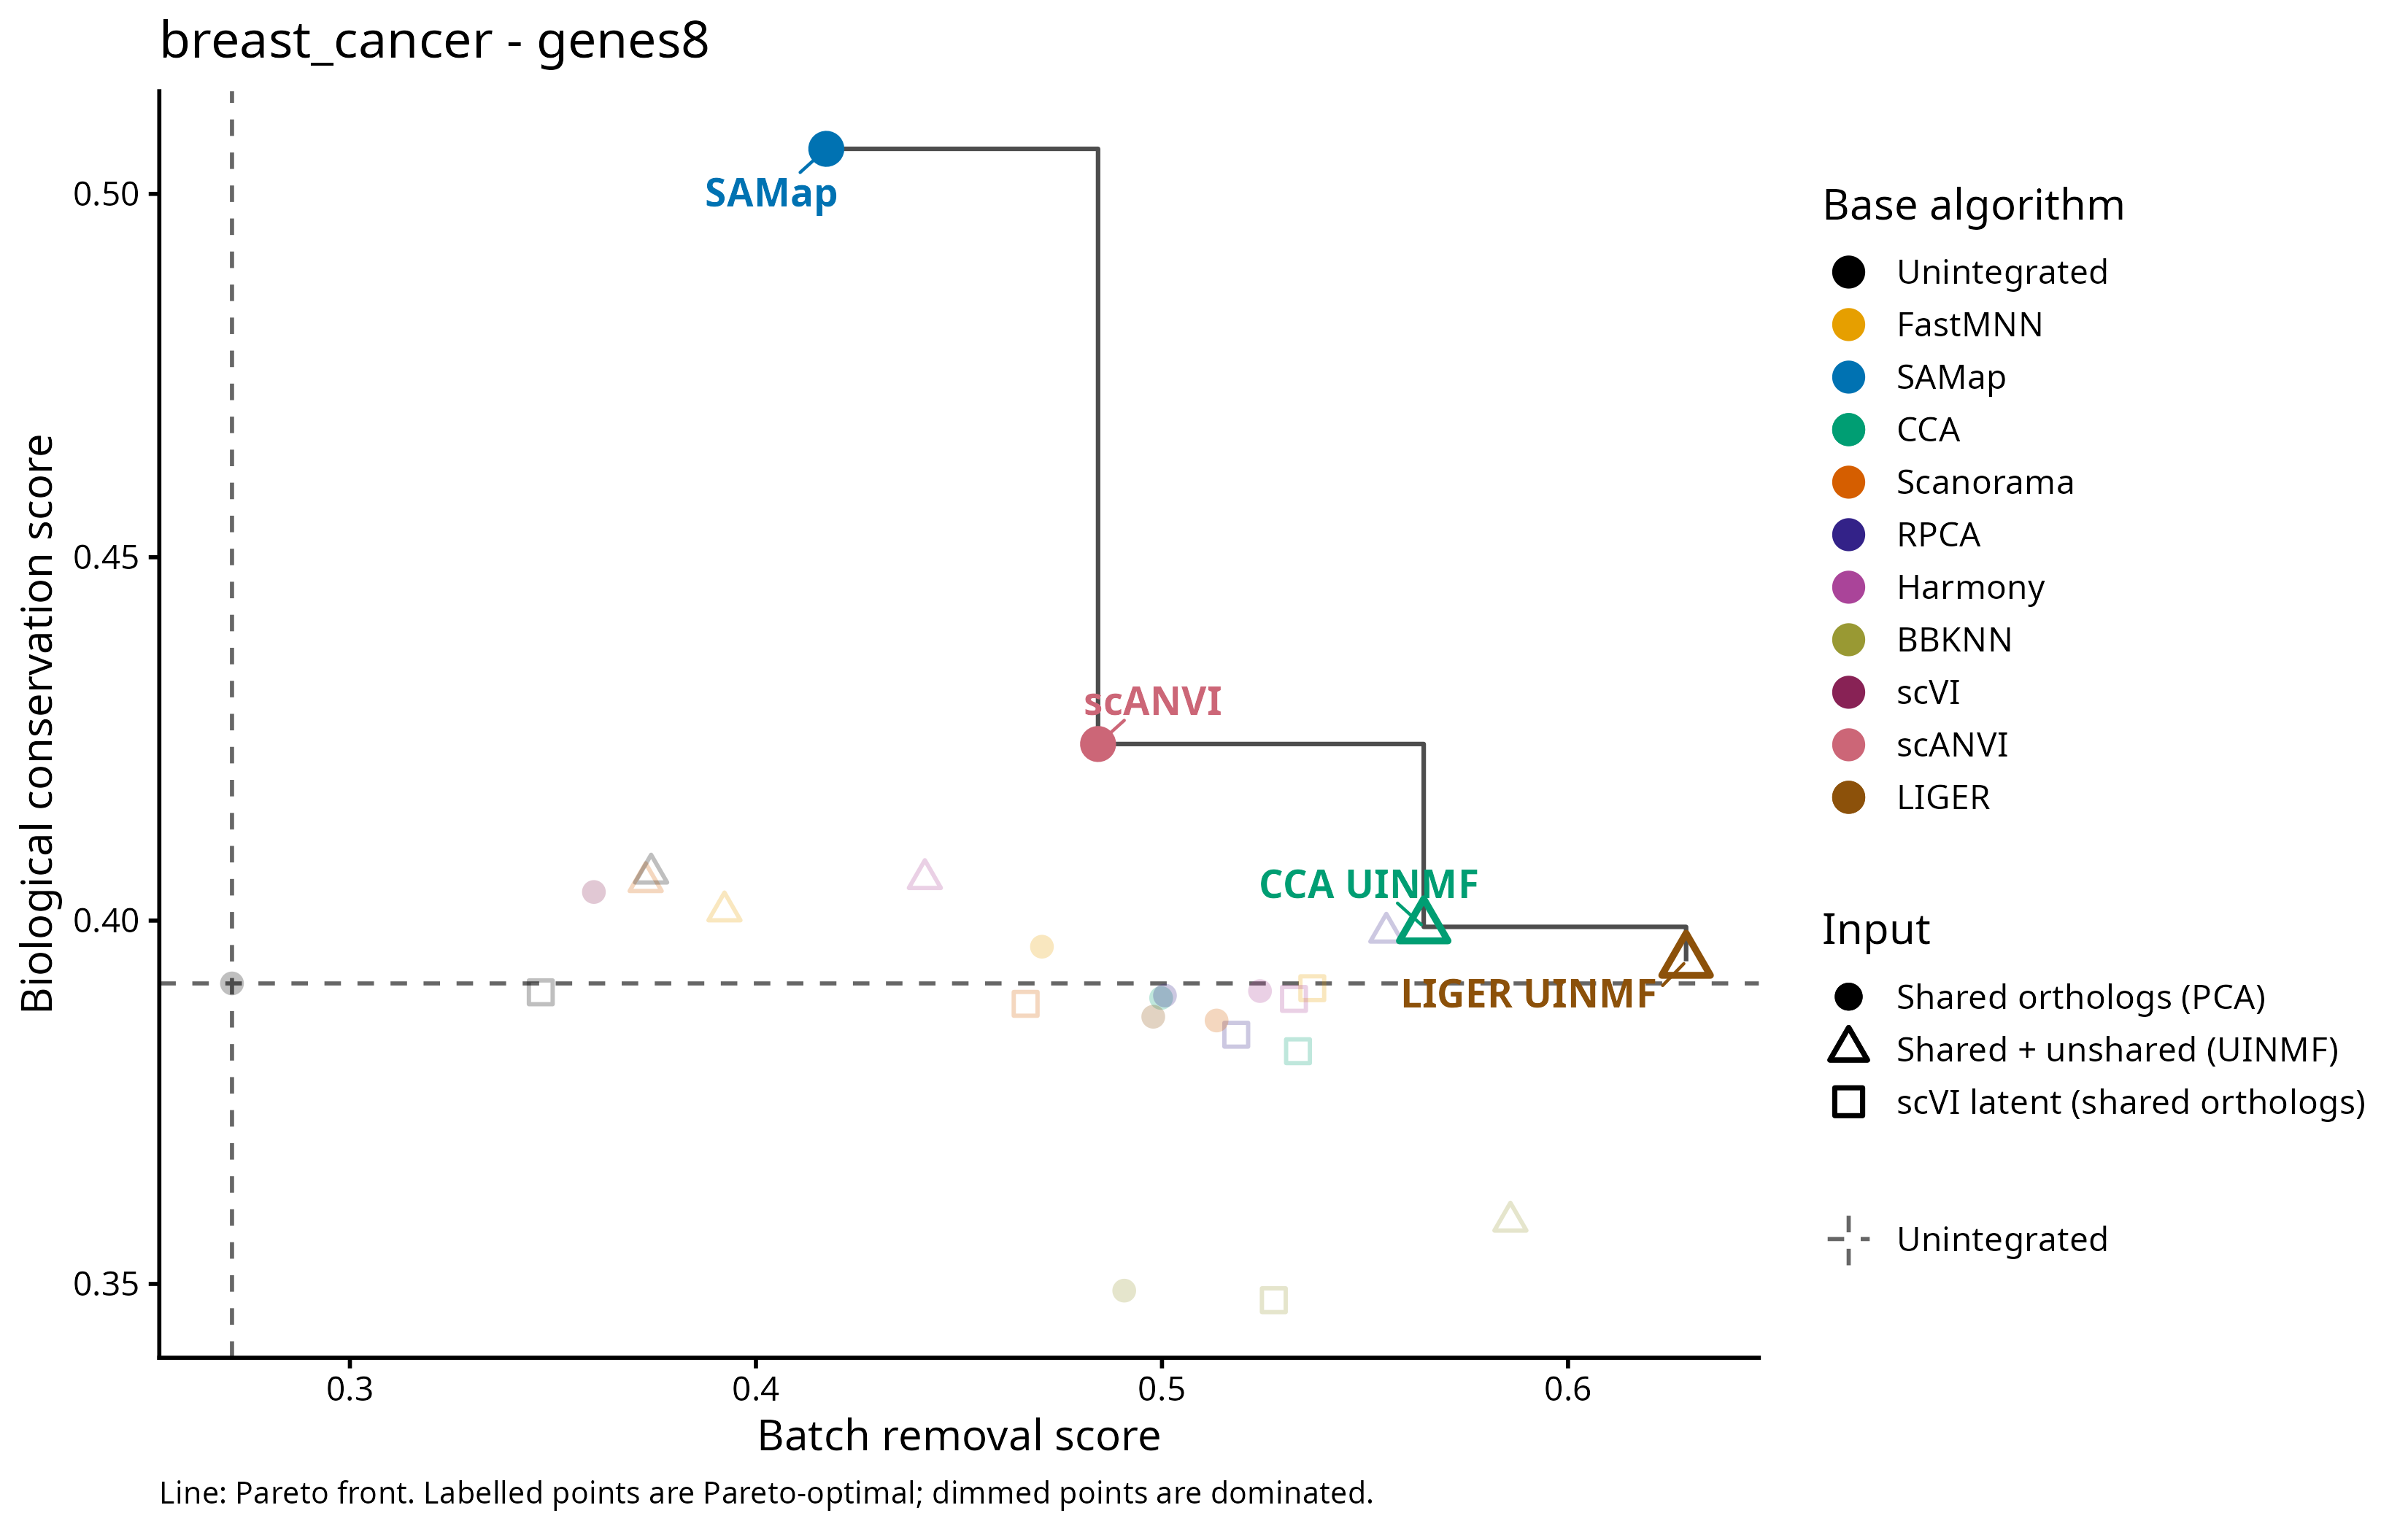 breast_cancer - genes8
Biological conservation score
0.50
0.45
0.40
0.35
SAMap
scANVI
CCA UINMF
LIGER UINMF
0.3
0.4
0.5
0.6
Batch removal score
Line: Pareto front. Labelled points are Pareto-optimal; dimmed points are dominated.
Base algorithm
Unintegrated
FastMNN
SAMap
CCA
Scanorama
RPCA
Harmony
BBKNN
scVI
scANVI
LIGER
Input
Shared orthologs (PCA)
Shared + unshared (UINMF)
scVI latent (shared orthologs)
Unintegrated